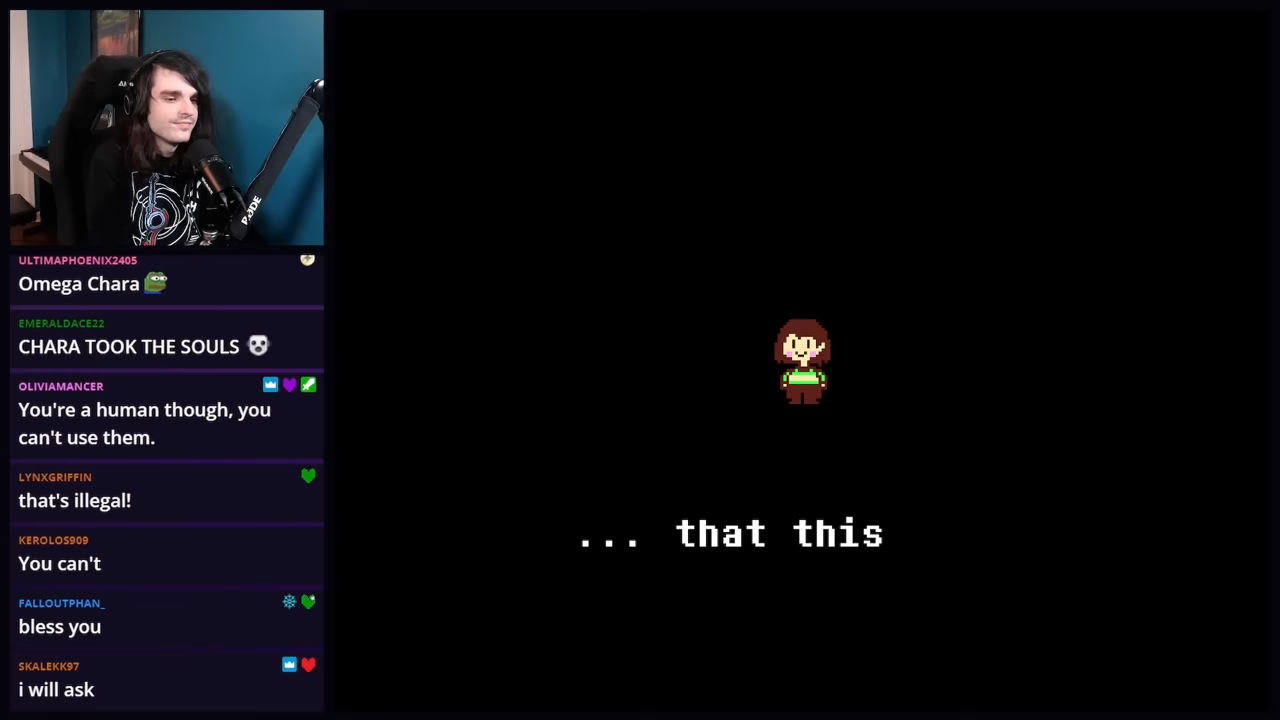 ULTIMAPHOENIX2405
Omega Chara
EMERALDACE22
CHARA TOOK THE SOULS
OLIVIAMANCER
You're a human though, you
can't use them.
LYNXGRIFFIN
that's illegal!
KEROLOS909
You can't
FALLOUTPHAN_
bless you
SKALEKK97
i will ask
... that this